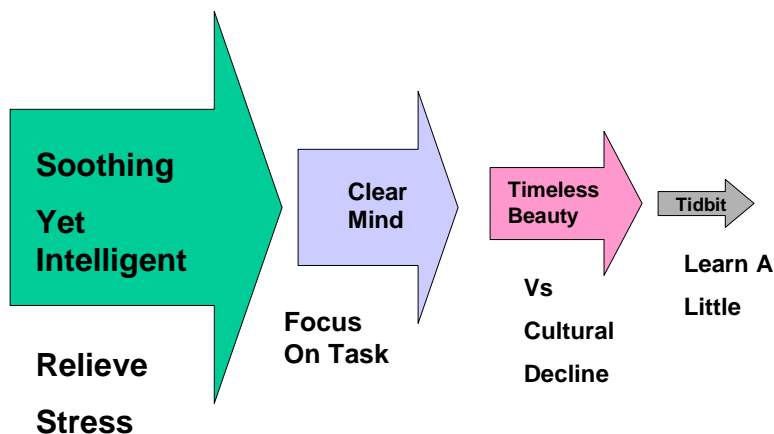 Soothing
Yet
Intelligent
Relieve
Stress
Clear
Mind
Focus
On Task
Timeless
Beauty
Vs
Cultural
Decline
Tidbit
Learn A
Little